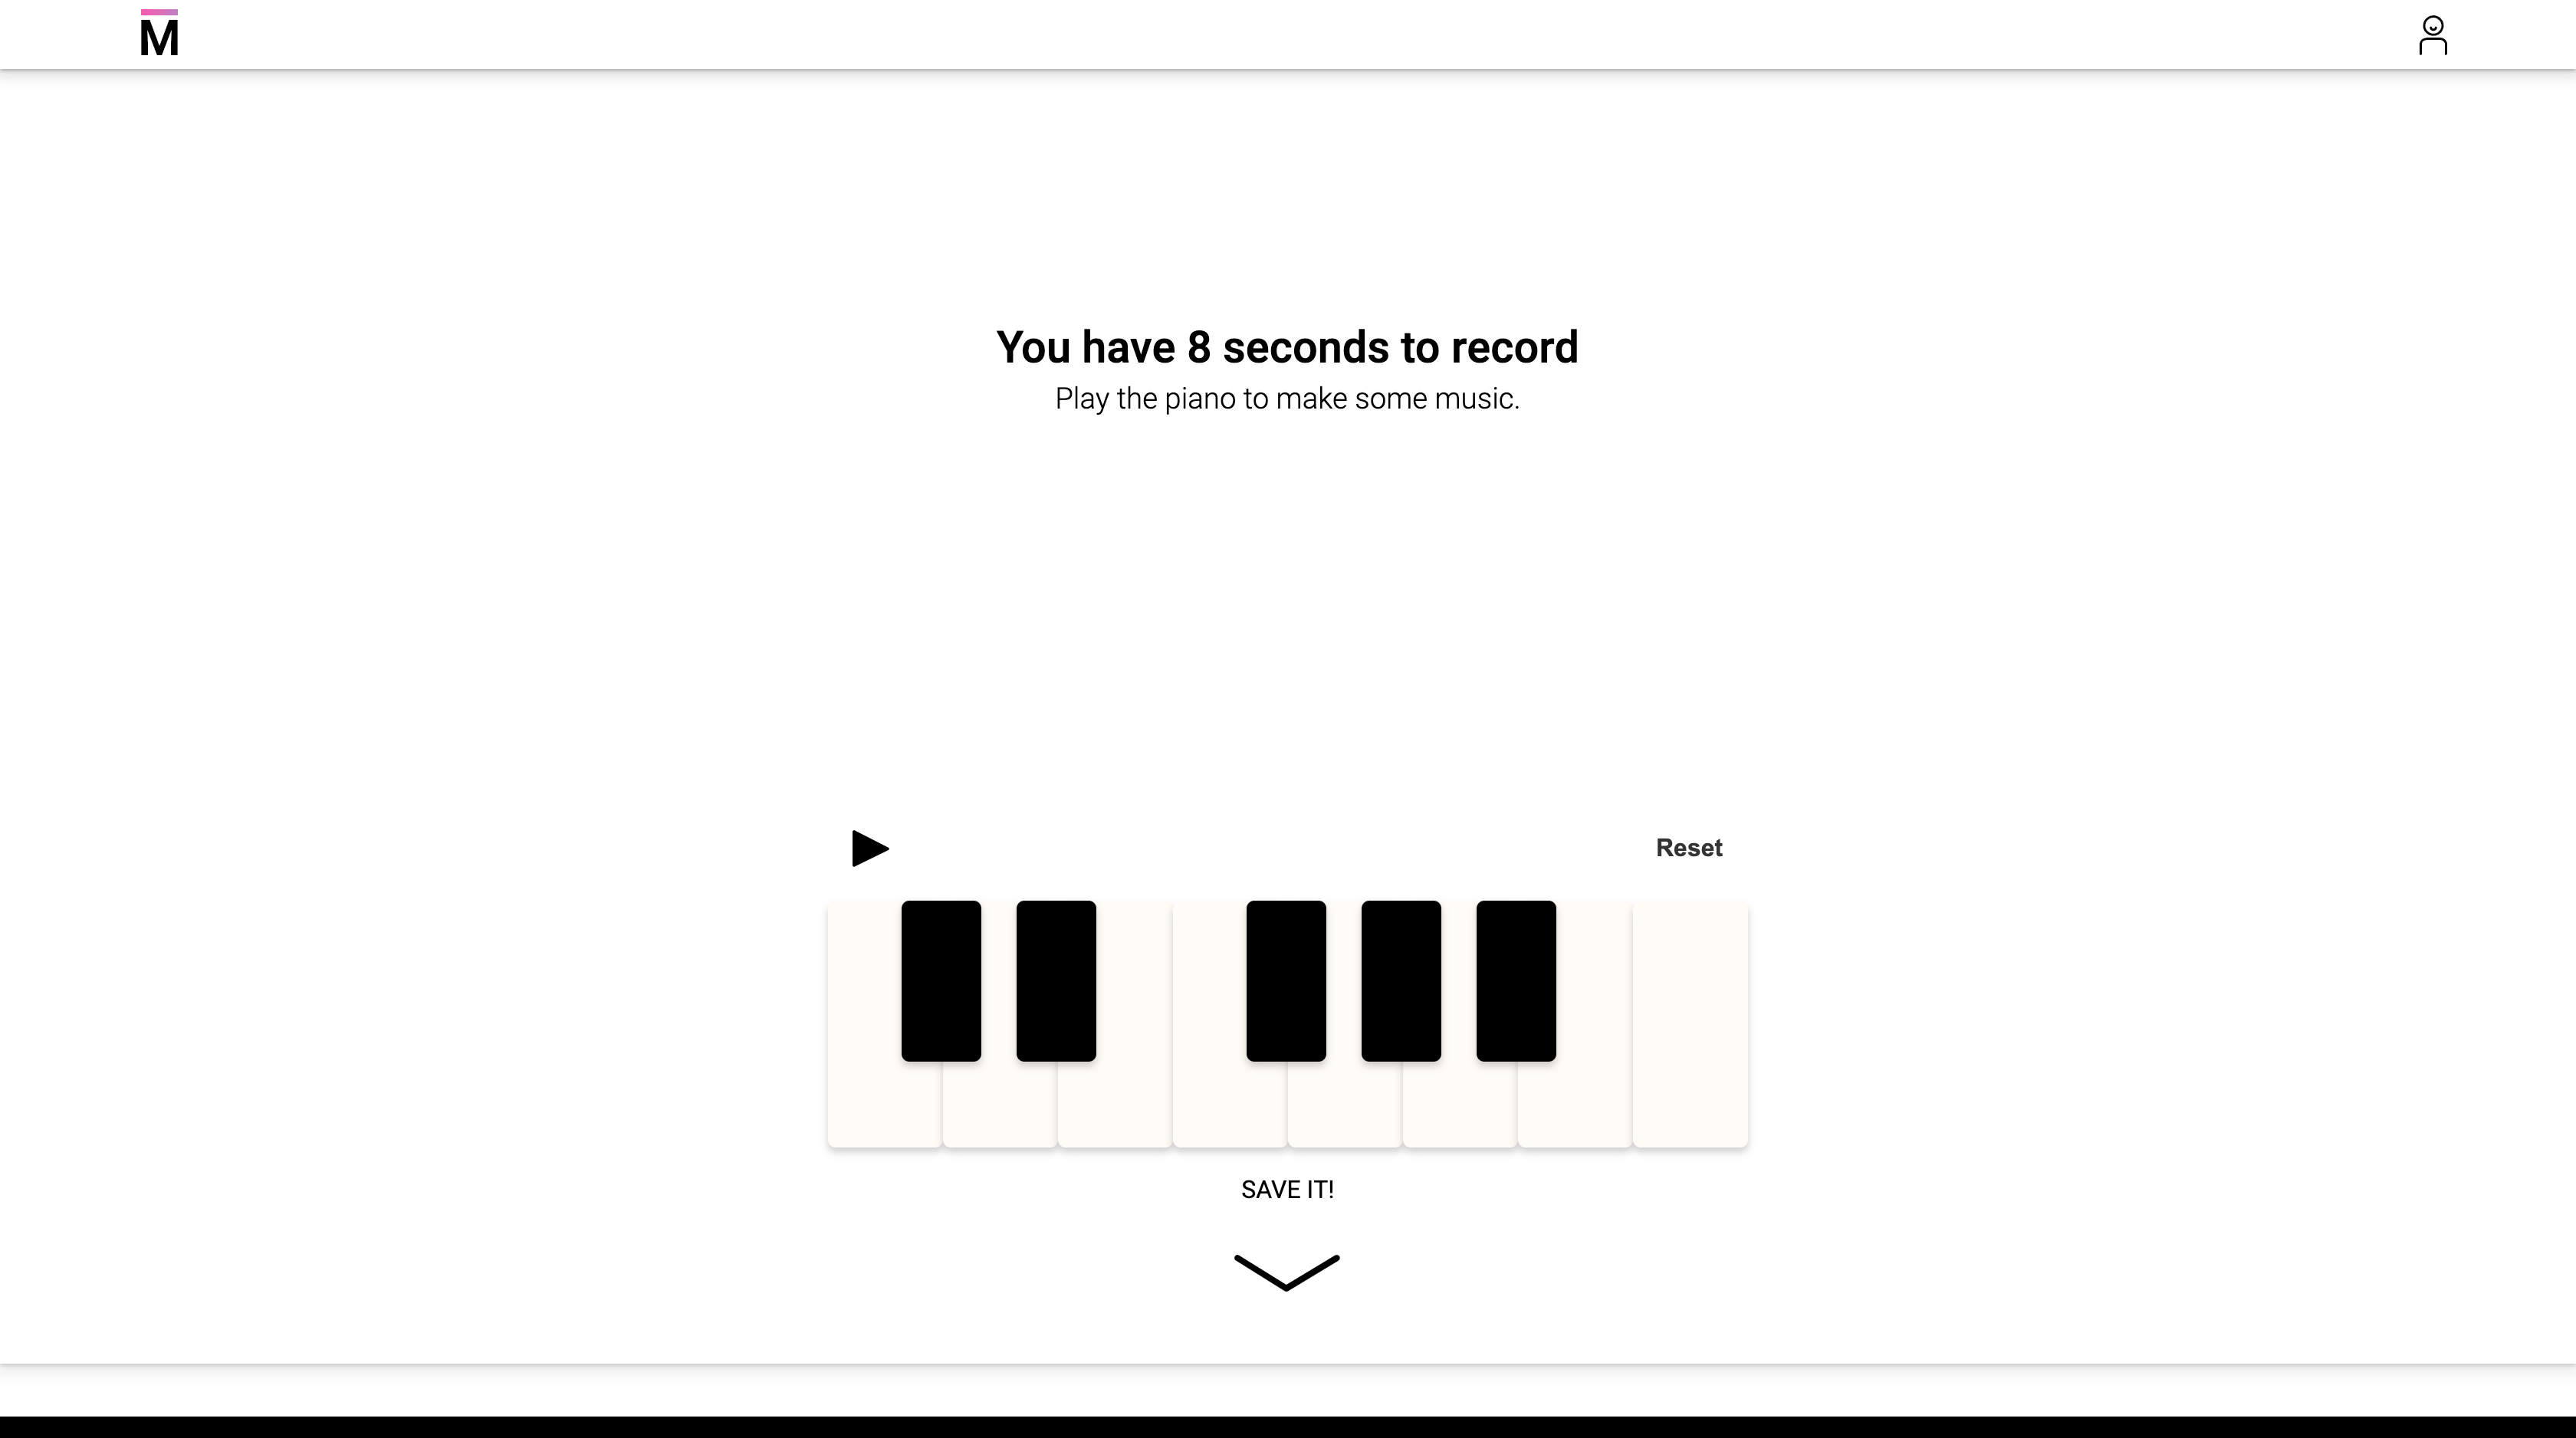 M
You have 8 seconds to record
Play the piano to make some music.
Reset
SAVE IT!